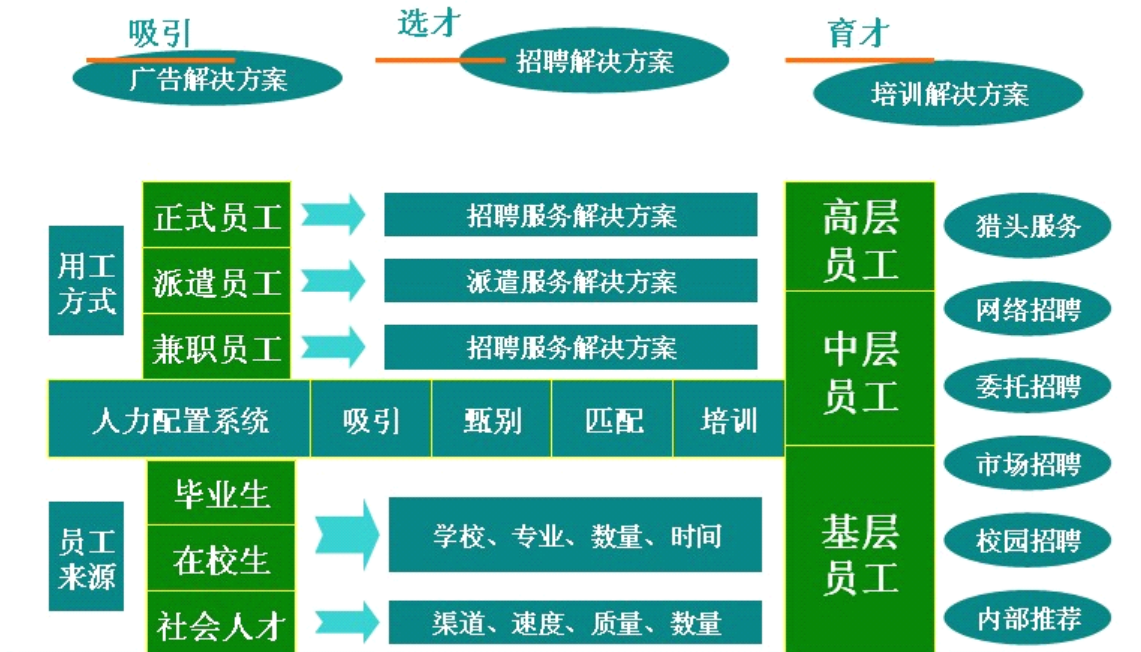 吸引
广告解决方案
选才
招聘解决方案
育才
培训解决方案
用工
方式
正式员工
招聘服务解决方案
派遣员工
派遣服务解决方案
兼职员工
招聘服务解决方案
人力配置系统
吸引
甄别
匹配
培训
员工
来源
毕业生
在校生
学校、专业、数量、时间
社会人才
渠道、速度、质量、数量
高层
员工
中层
员工
基层
员工
猎头服务
网络招聘
委托招聘
市场招聘
校园招聘
内部推荐